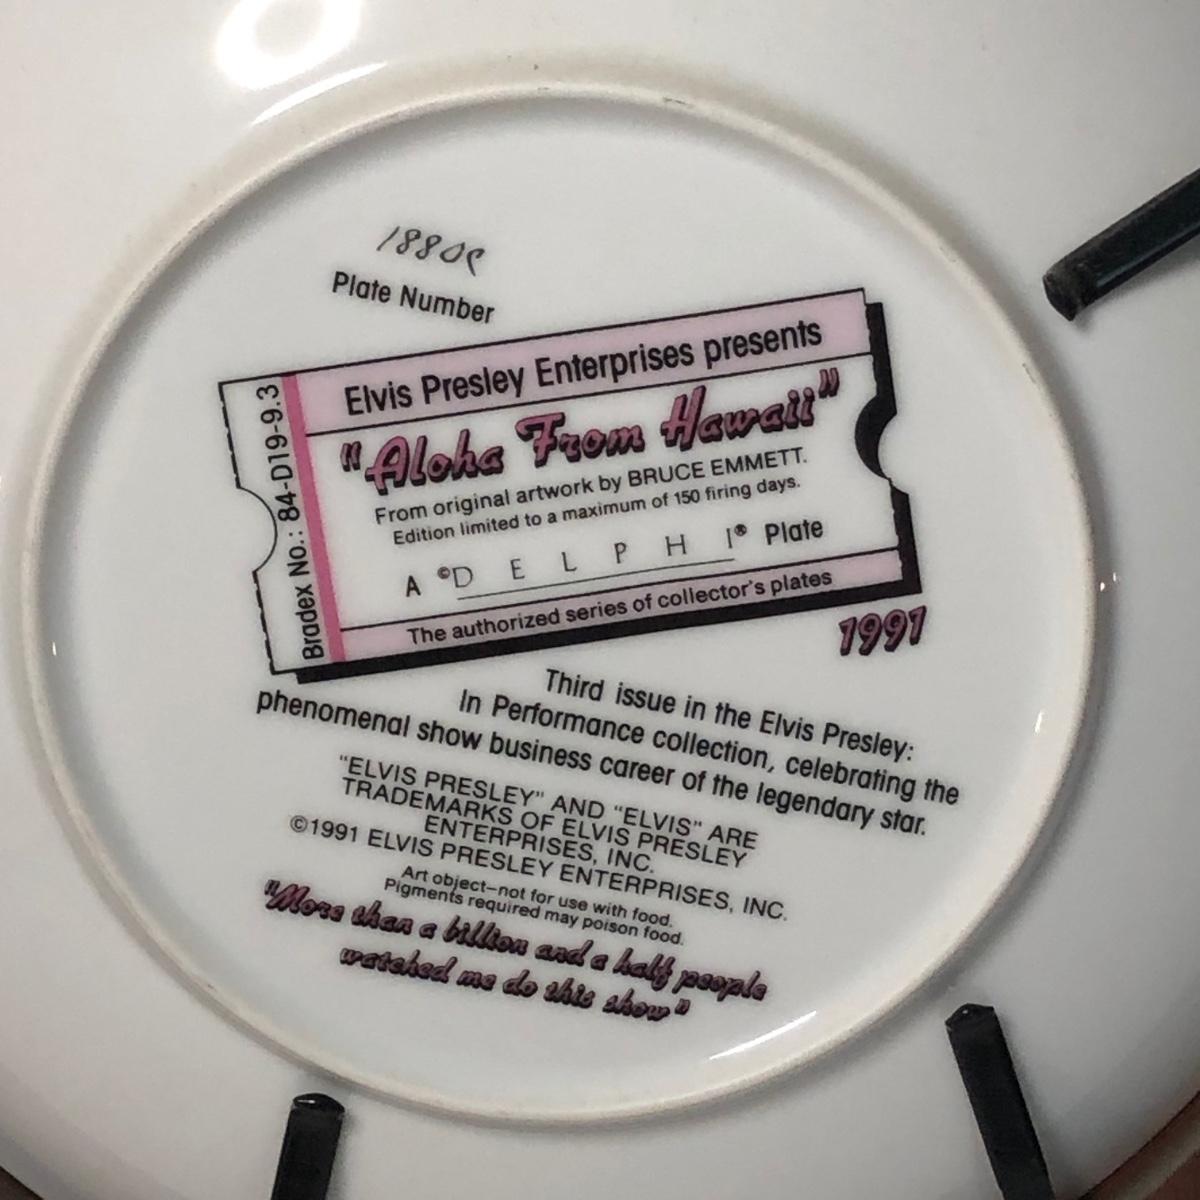 1880C
Plate Number
Bradex No.: 84-D19-9.3
Elvis Presley Enterprises presents
"Aloha From Hawaii"
From original artwork by BRUCE EMMETT.
Edition limited to a maximum of 150 firing days.
A ©DELPHI® Plate
The authorized series of collector's plates
1991
Third issue in the Elvis Presley:
In Performance collection, celebrating the
phenomenal show business career of the legendary star.
"ELVIS PRESLEY" AND "ELVIS" ARE
TRADEMARKS OF ELVIS PRESLEY
ENTERPRISES, INC.
©1991 ELVIS PRESLEY ENTERPRISES, INC.
Art object–not for use with food.
Pigments required may poison food.
"More than a billion and a half people
watched me do this show"